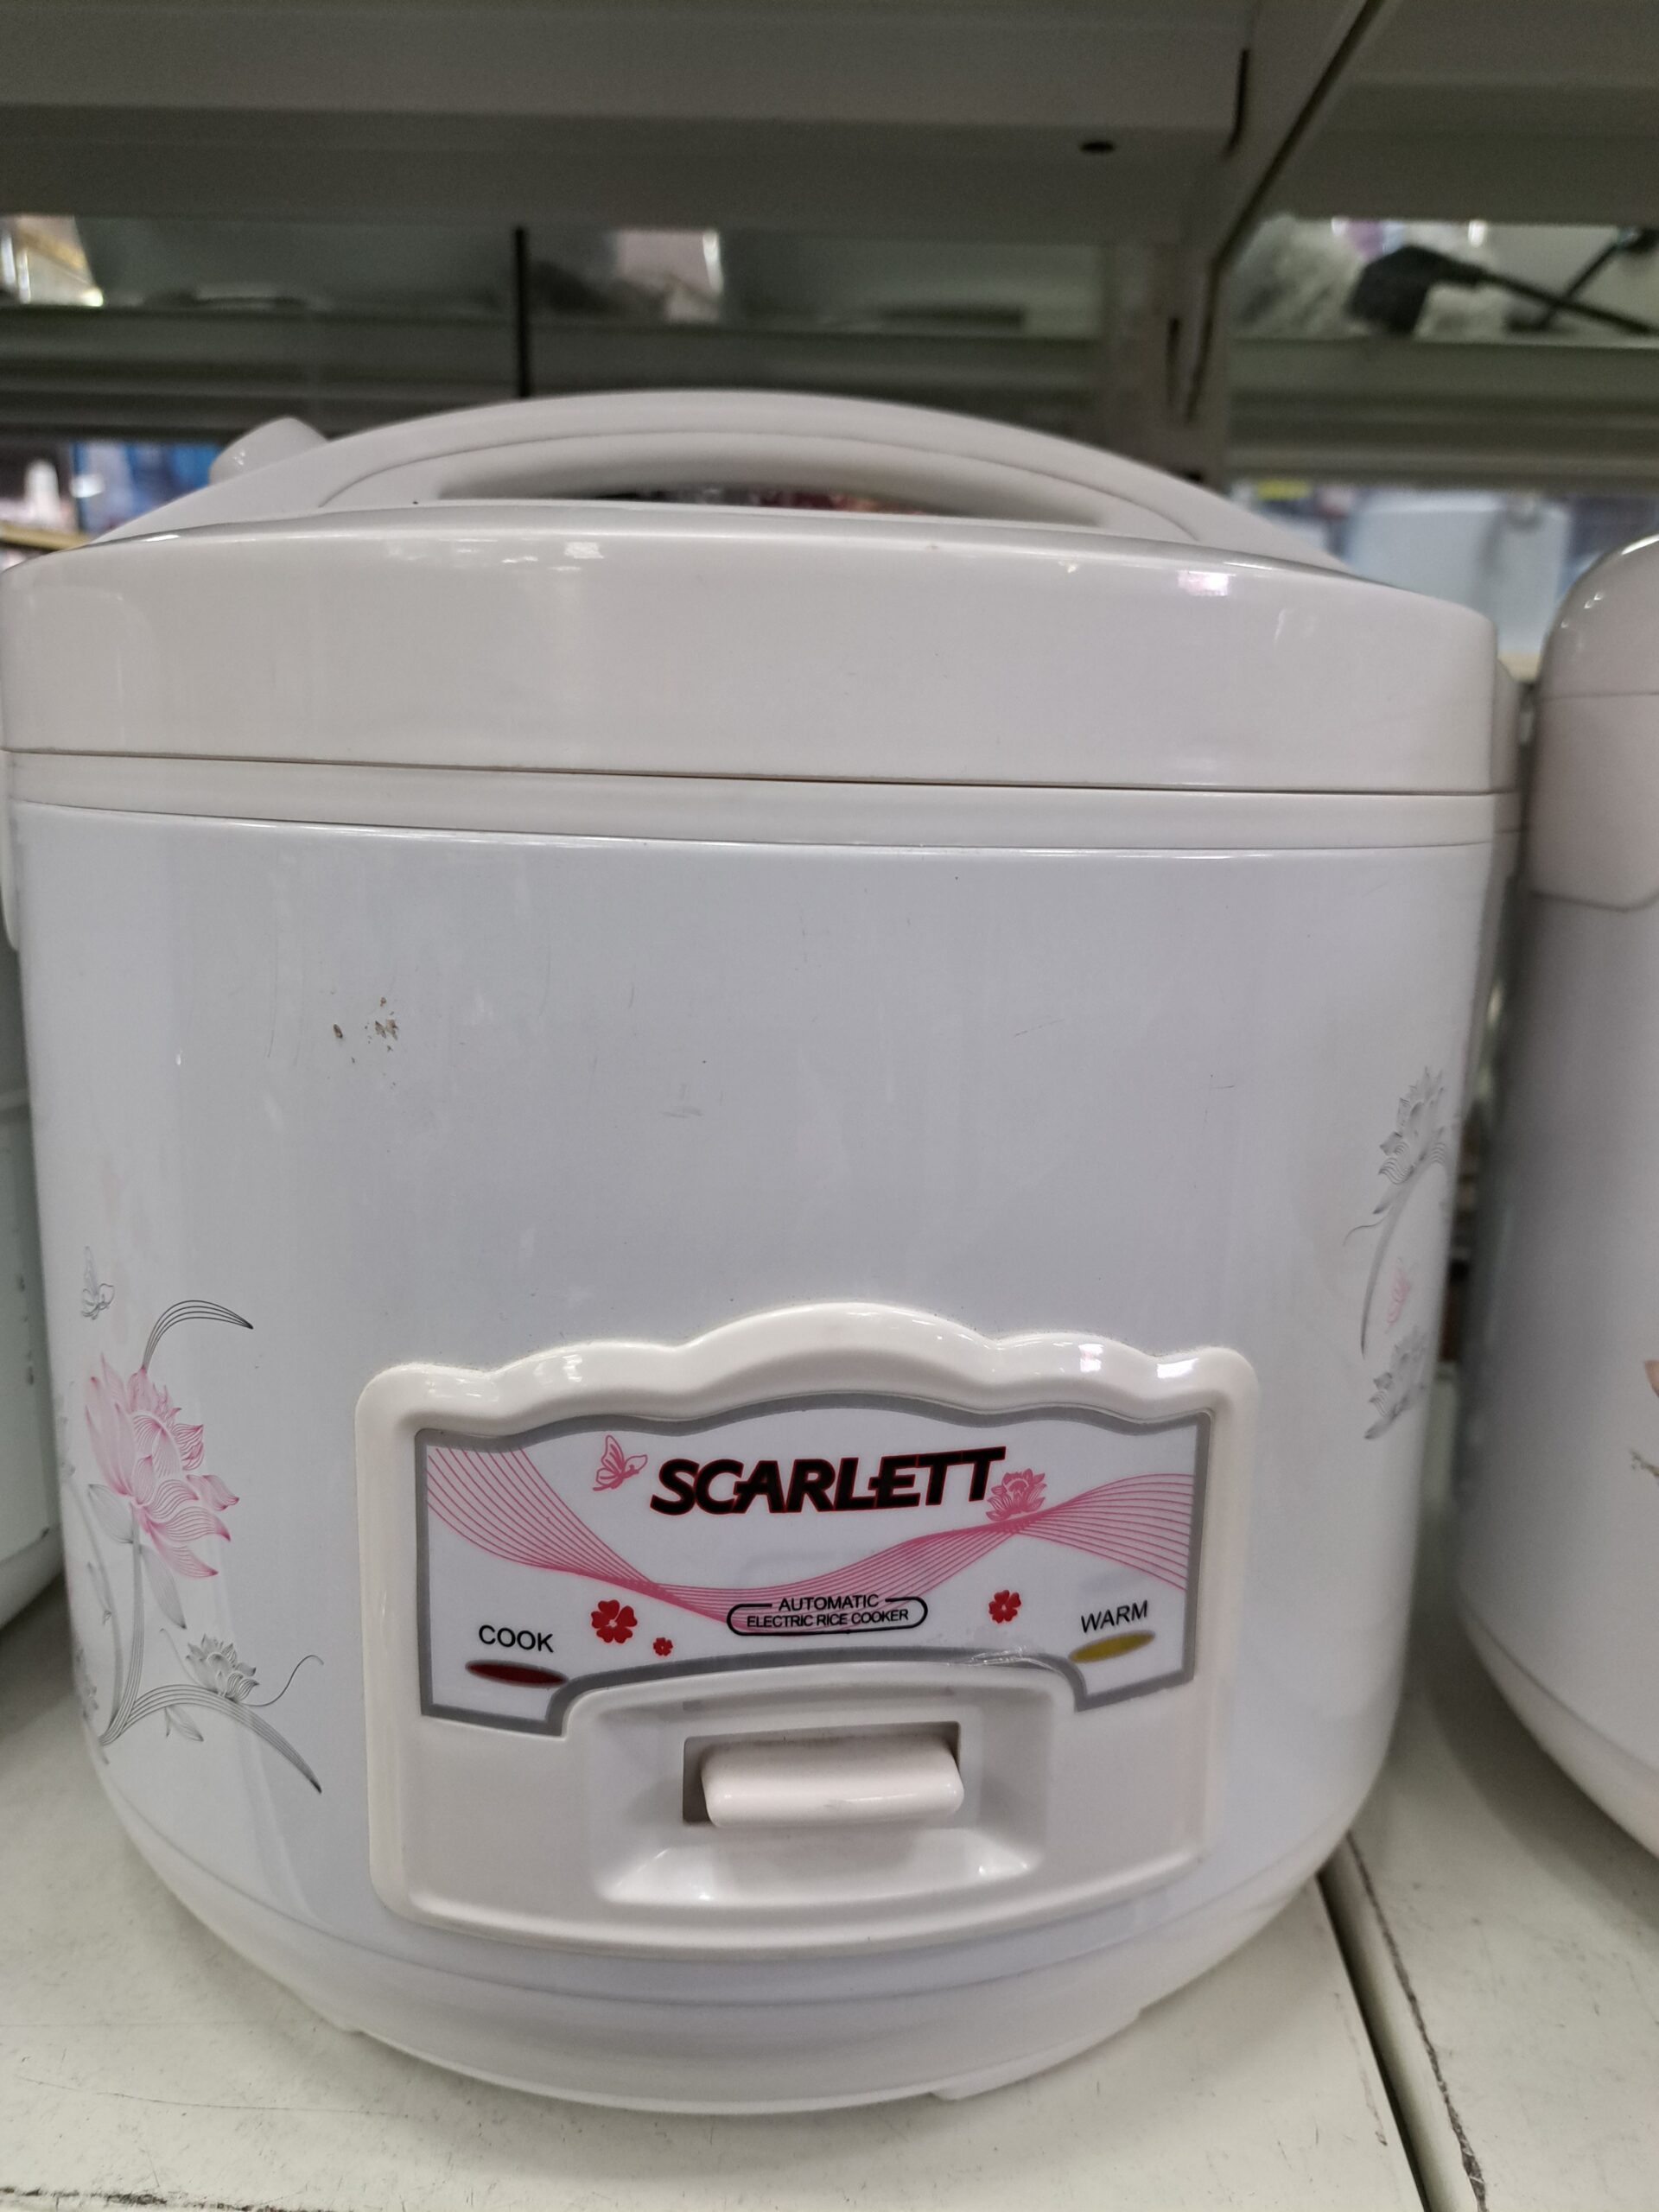 SCARLETT
AUTOMATIC
ELECTRIC RICE COOKER
COOK
WARM